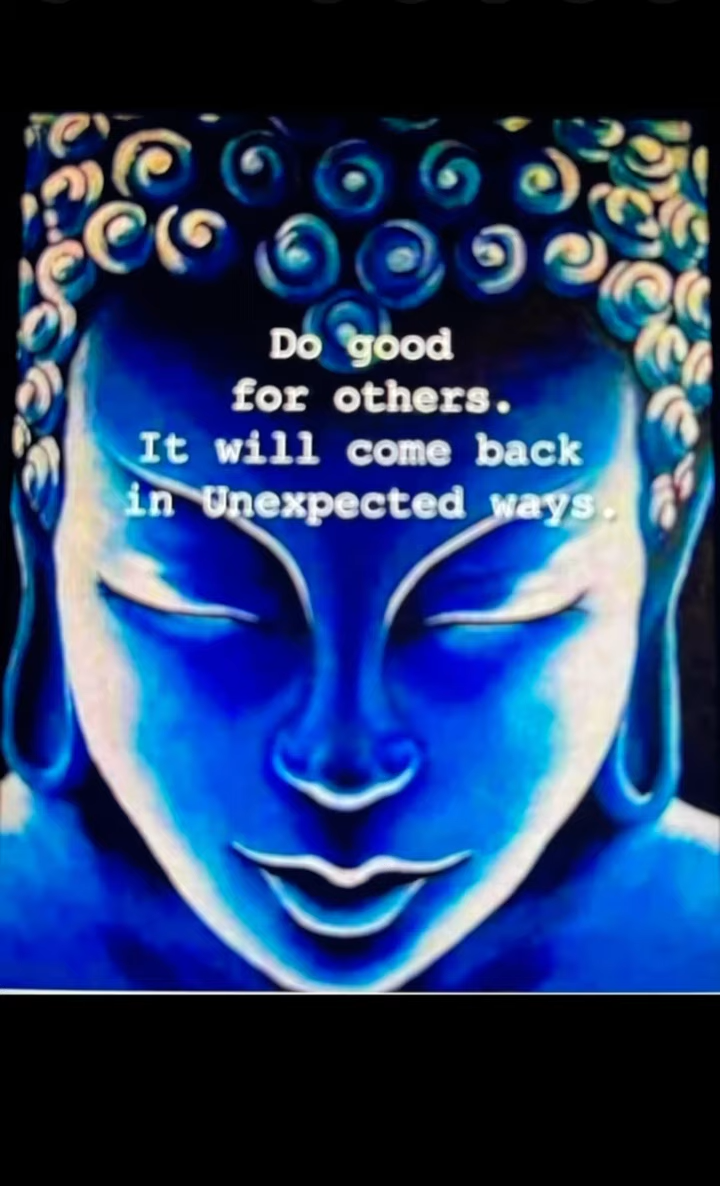 Do good
for others.
It will come back
in Unexpected ways.